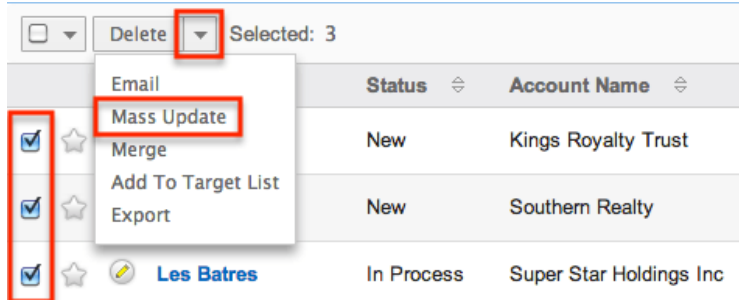 Delete Selected: 3
Email
Mass Update
Merge
Add To Target List
Export
Status Account Name
New Kings Royalty Trust
New Southern Realty
Les Batres In Process Super Star Holdings Inc